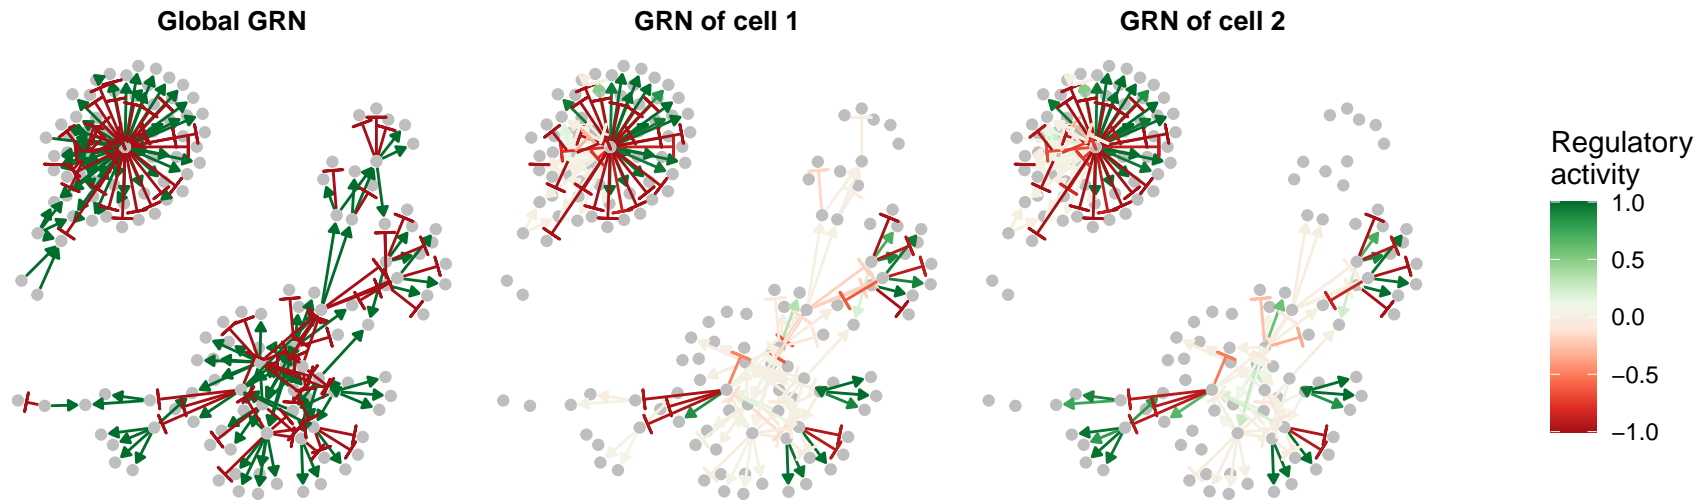 Global GRN
GRN of cell 1
GRN of cell 2
Regulatory
activity
1.0
0.5
0.0
−0.5
−1.0